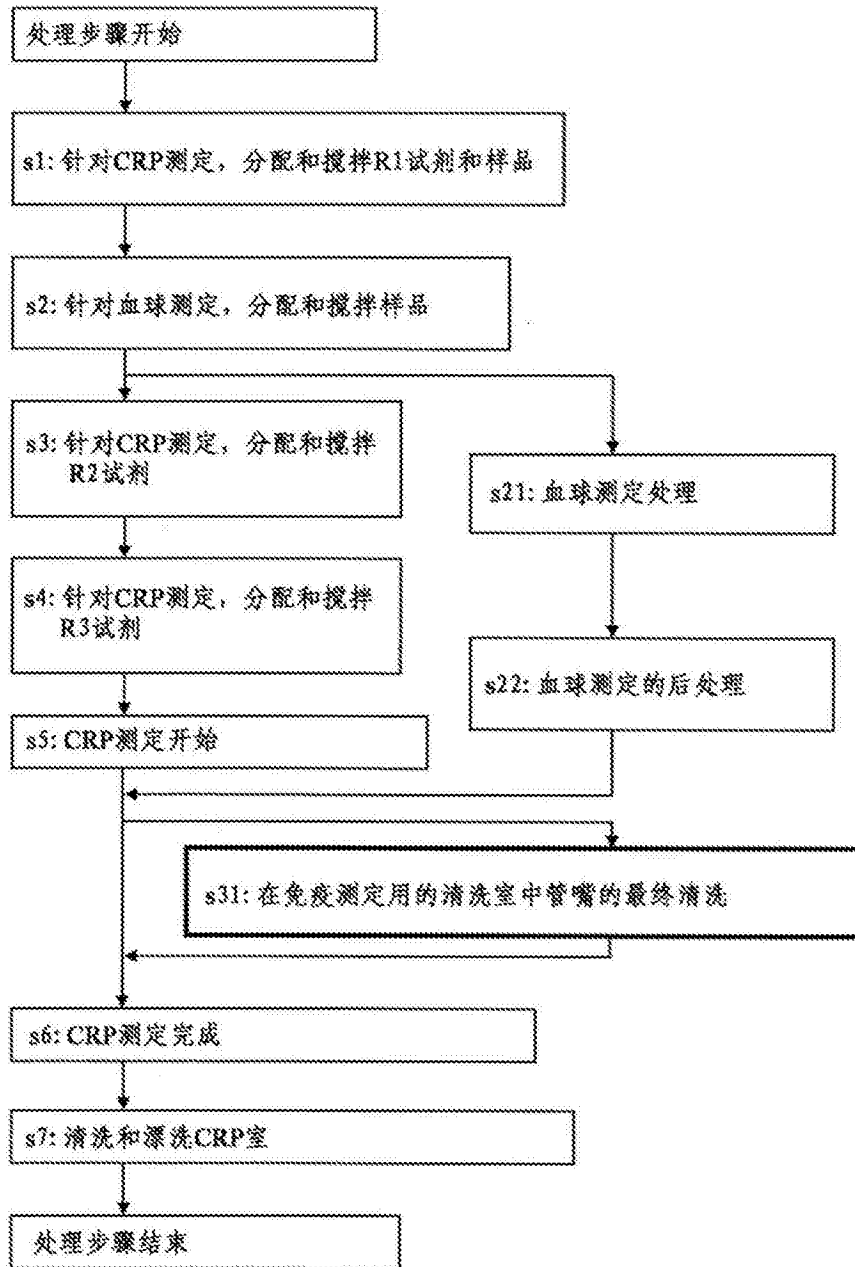 处理步骤开始
s1: 针对CRP测定，分配和搅拌R1试剂和样品
s2: 针对血球测定，分配和搅拌样品
s3: 针对CRP测定，分配和搅拌
R2试剂
s21: 血球测定处理
s4: 针对CRP测定，分配和搅拌
R3试剂
s22: 血球测定的后处理
s5: CRP测定开始
s31: 在免疫测定用的清洗室中管嘴的最终清洗
s6: CRP测定完成
s7: 清洗和漂洗CRP室
处理步骤结束